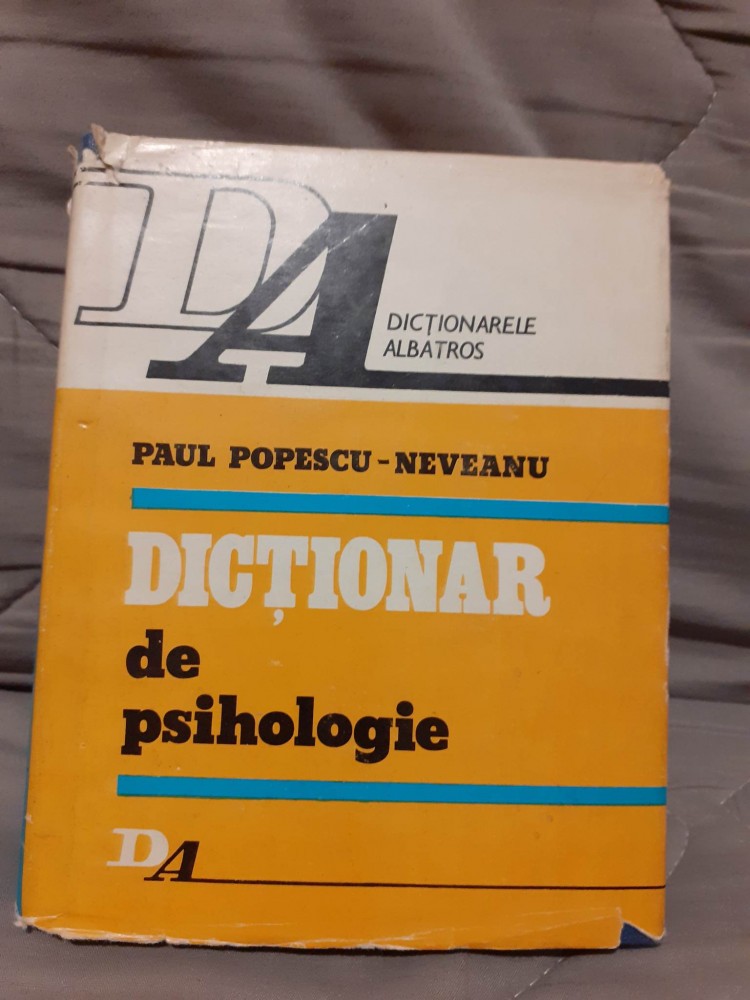 DA
DICȚIONARELE
ALBATROS
PAUL POPESCU-NEVEANU
DICȚIONAR
de
psihologie
DA